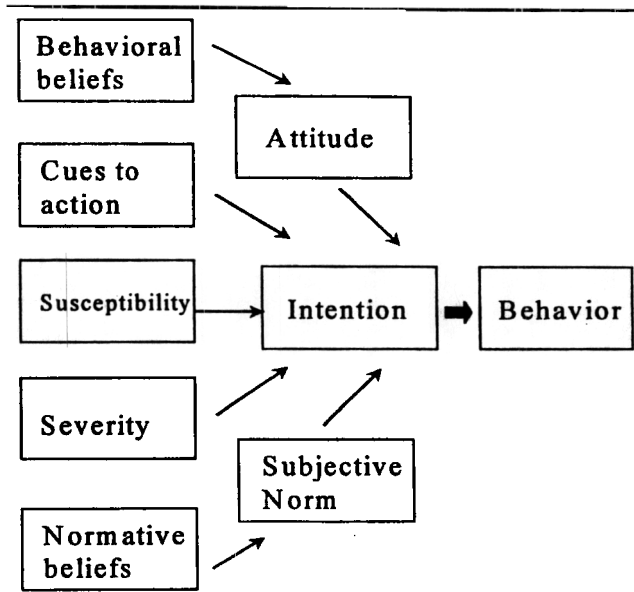 Behavioral
beliefs
Attitude
Cues to
action
Susceptibility
Intention
Behavior
Severity
Subjective
Norm
Normative
beliefs